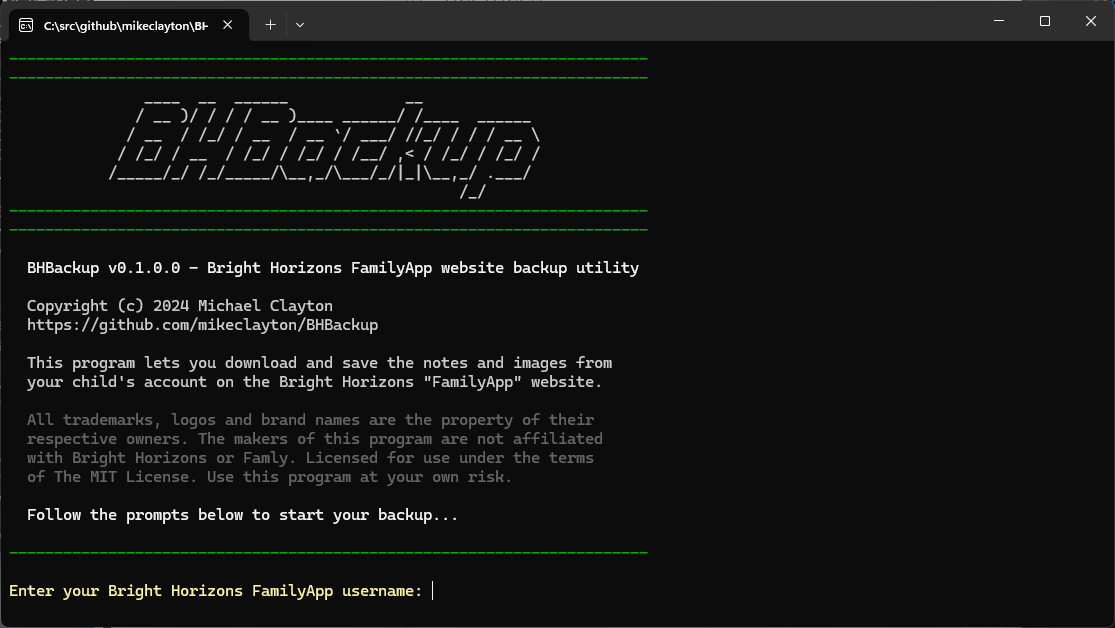 C:\src\github\mikeclayton\BH
BHBackup
BHBackup v0.1.0.0 - Bright Horizons FamilyApp website backup utility
Copyright (c) 2024 Michael Clayton
https://github.com/mikeclayton/BHBackup
This program lets you download and save the notes and images from
your child's account on the Bright Horizons "FamilyApp" website.
All trademarks, logos and brand names are the property of their
respective owners. The makers of this program are not affiliated
with Bright Horizons or Famly. Licensed for use under the terms
of The MIT License. Use this program at your own risk.
Follow the prompts below to start your backup...
Enter your Bright Horizons FamilyApp username: